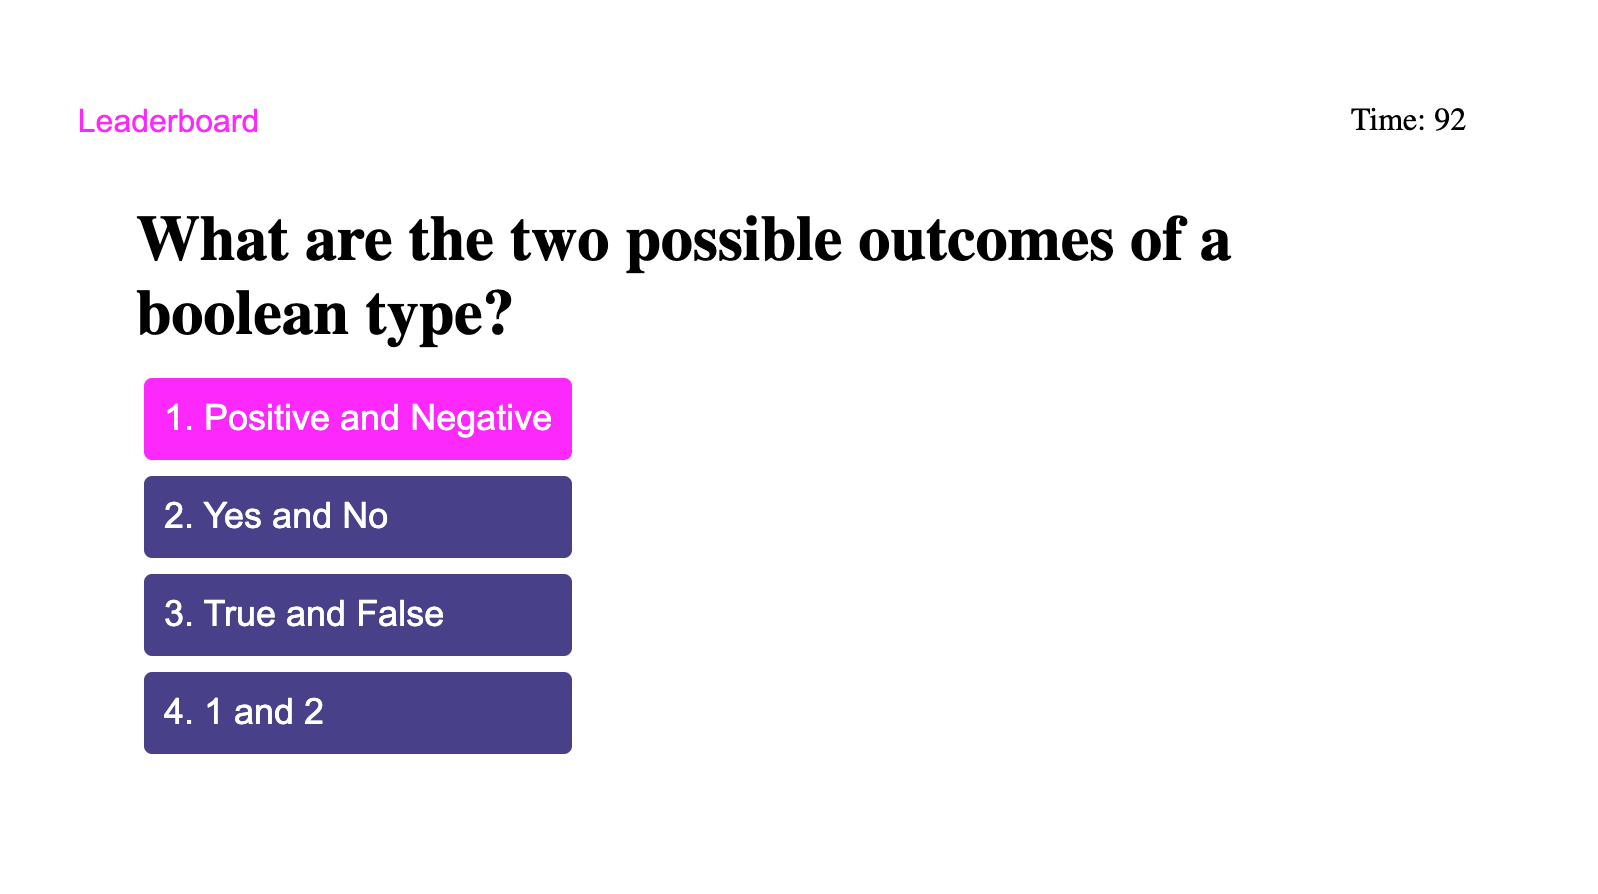 Leaderboard
Time: 92
What are the two possible outcomes of a
boolean type?
1. Positive and Negative
2. Yes and No
3. True and False
4. 1 and 2